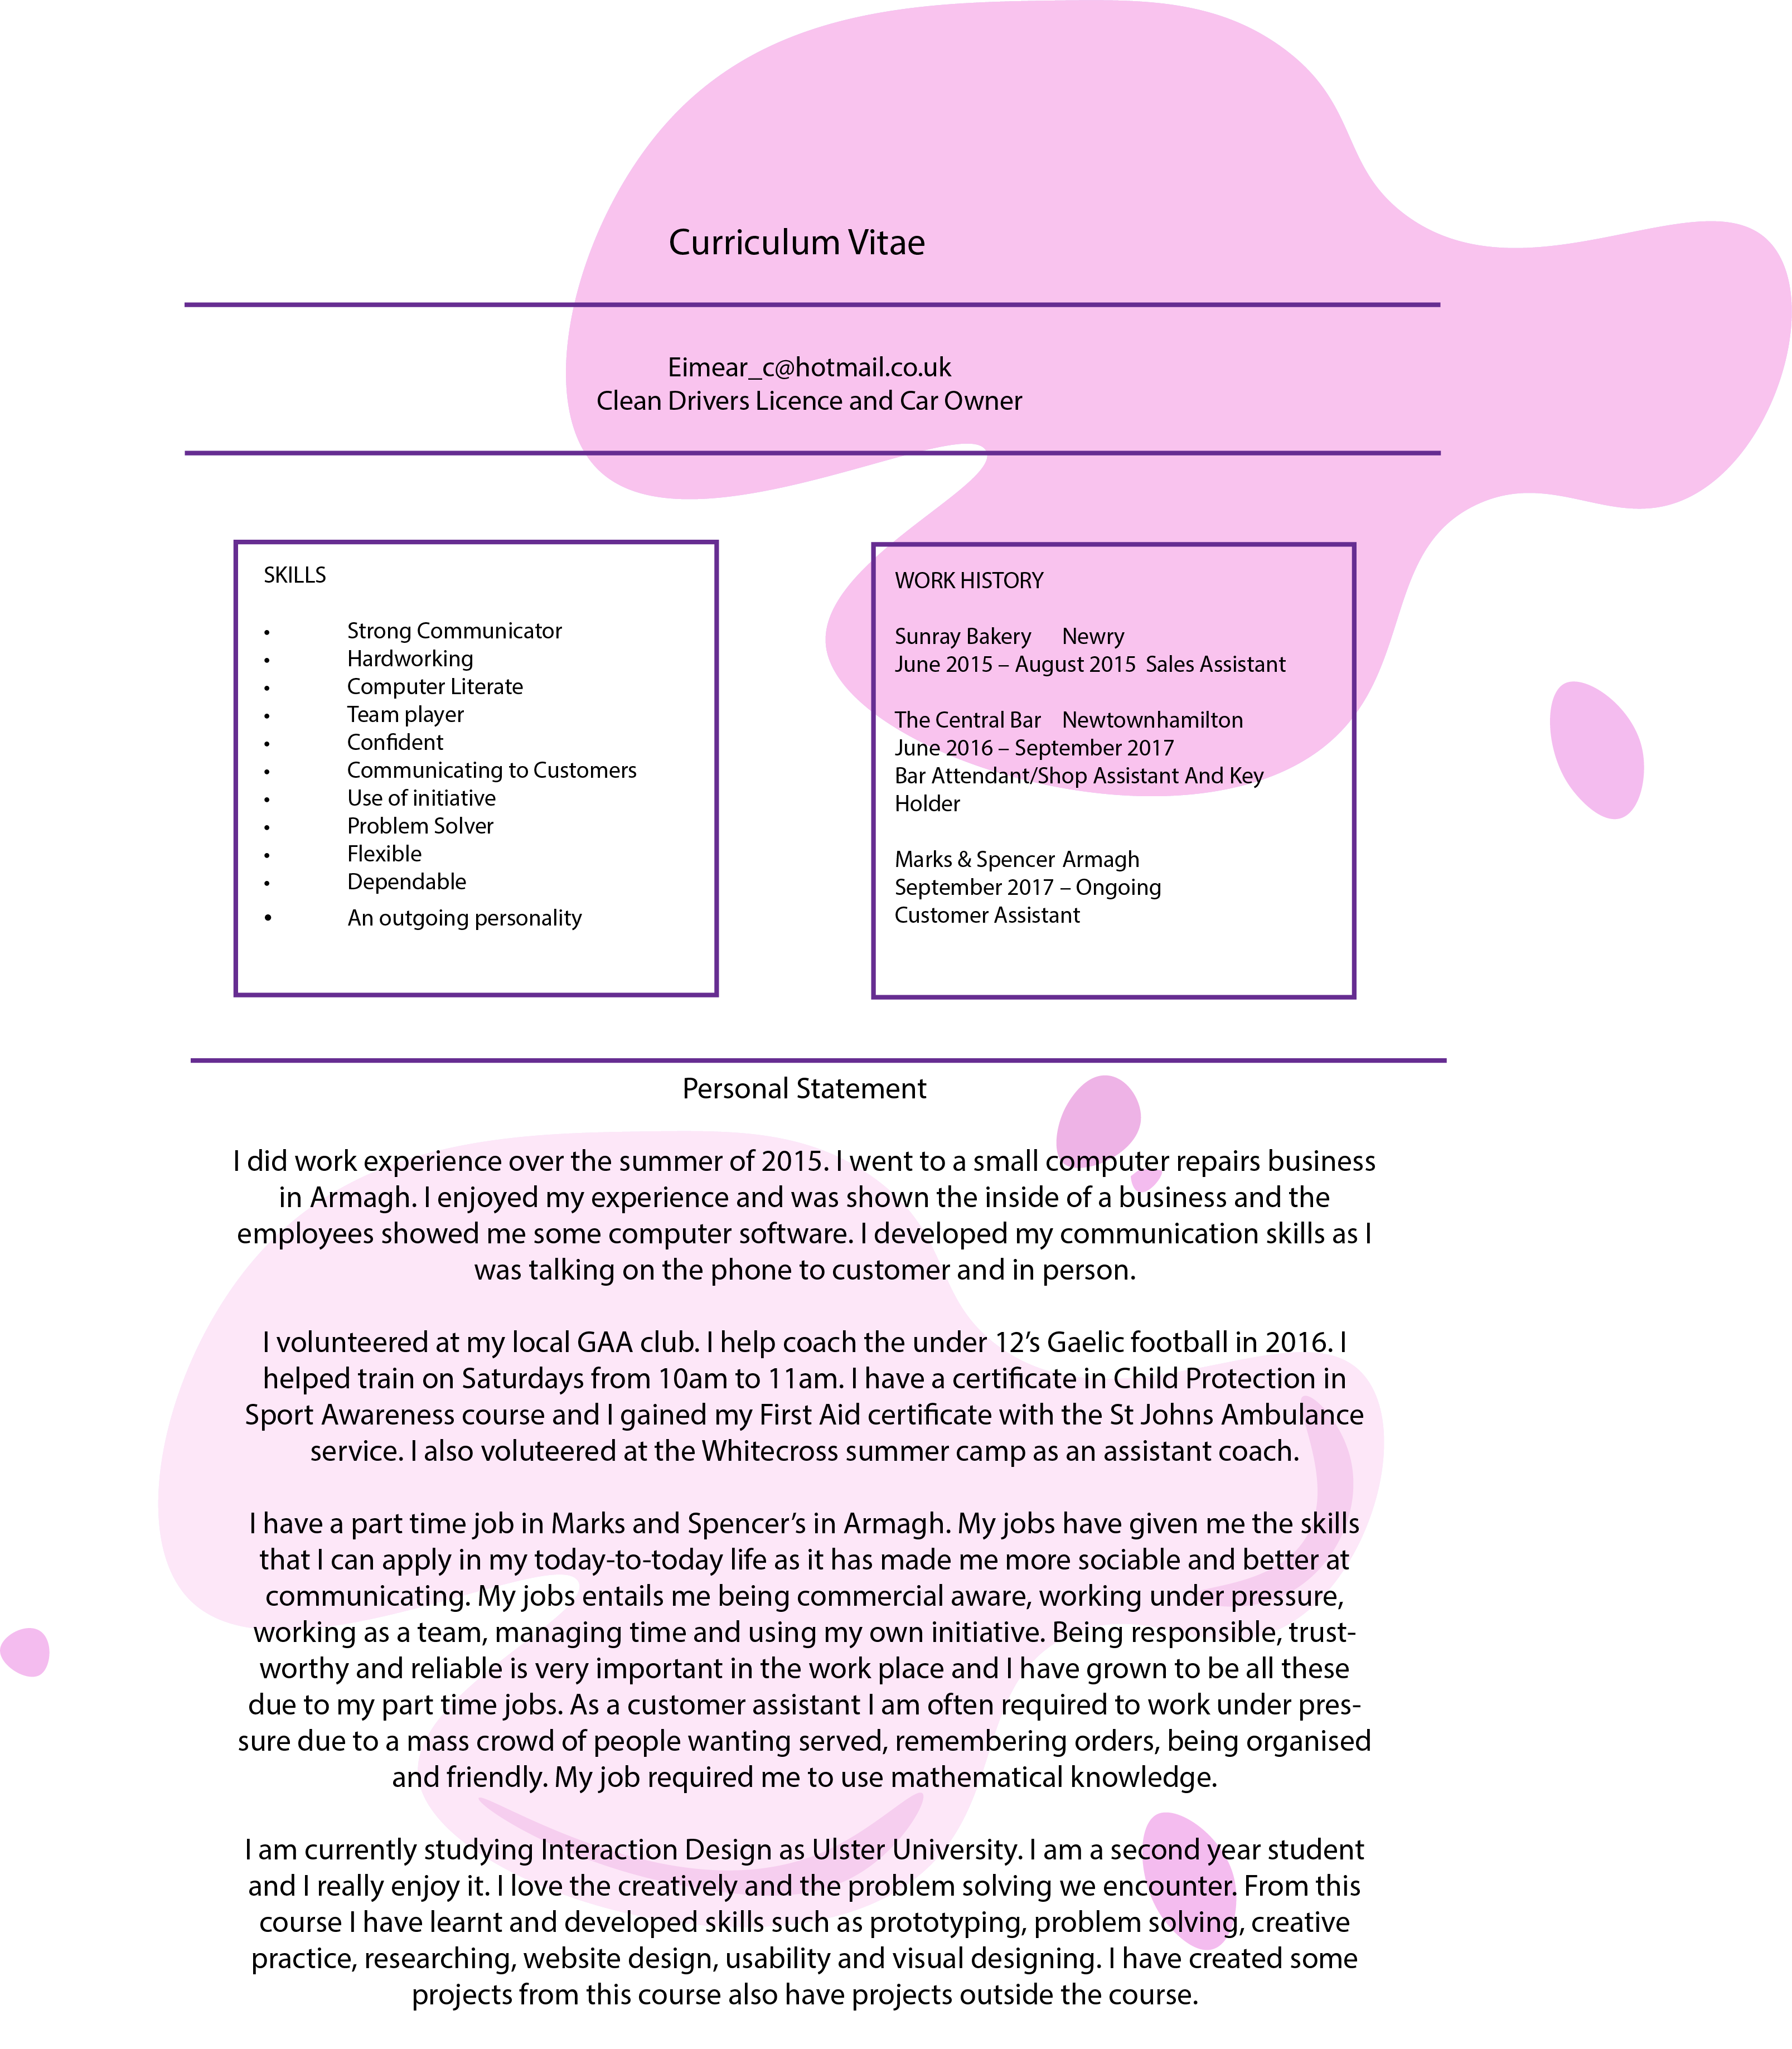 Curriculum Vitae
Eimear_c@hotmail.co.uk
Clean Drivers Licence and Car Owner
SKILLS
• Strong Communicator
• Hardworking
• Computer Literate
• Team player
• Confident
• Communicating to Customers
• Use of initiative
• Problem Solver
• Flexible
• Dependable
• An outgoing personality
WORK HISTORY
Sunray Bakery Newry
June 2015 – August 2015 Sales Assistant
The Central Bar Newtownhamilton
June 2016 – September 2017
Bar Attendant/Shop Assistant And Key
Holder
Marks & Spencer Armagh
September 2017 – Ongoing
Customer Assistant
Personal Statement
I did work experience over the summer of 2015. I went to a small computer repairs business
in Armagh. I enjoyed my experience and was shown the inside of a business and the
employees showed me some computer software. I developed my communication skills as I
was talking on the phone to customer and in person.
I volunteered at my local GAA club. I help coach the under 12’s Gaelic football in 2016. I
helped train on Saturdays from 10am to 11am. I have a certificate in Child Protection in
Sport Awareness course and I gained my First Aid certificate with the St Johns Ambulance
service. I also voluteered at the Whitecross summer camp as an assistant coach.
I have a part time job in Marks and Spencer’s in Armagh. My jobs have given me the skills
that I can apply in my today-to-today life as it has made me more sociable and better at
communicating. My jobs entails me being commercial aware, working under pressure,
working as a team, managing time and using my own initiative. Being responsible, trust-
worthy and reliable is very important in the work place and I have grown to be all these
due to my part time jobs. As a customer assistant I am often required to work under pres-
sure due to a mass crowd of people wanting served, remembering orders, being organised
and friendly. My job required me to use mathematical knowledge.
I am currently studying Interaction Design as Ulster University. I am a second year student
and I really enjoy it. I love the creatively and the problem solving we encounter. From this
course I have learnt and developed skills such as prototyping, problem solving, creative
practice, researching, website design, usability and visual designing. I have created some
projects from this course also have projects outside the course.